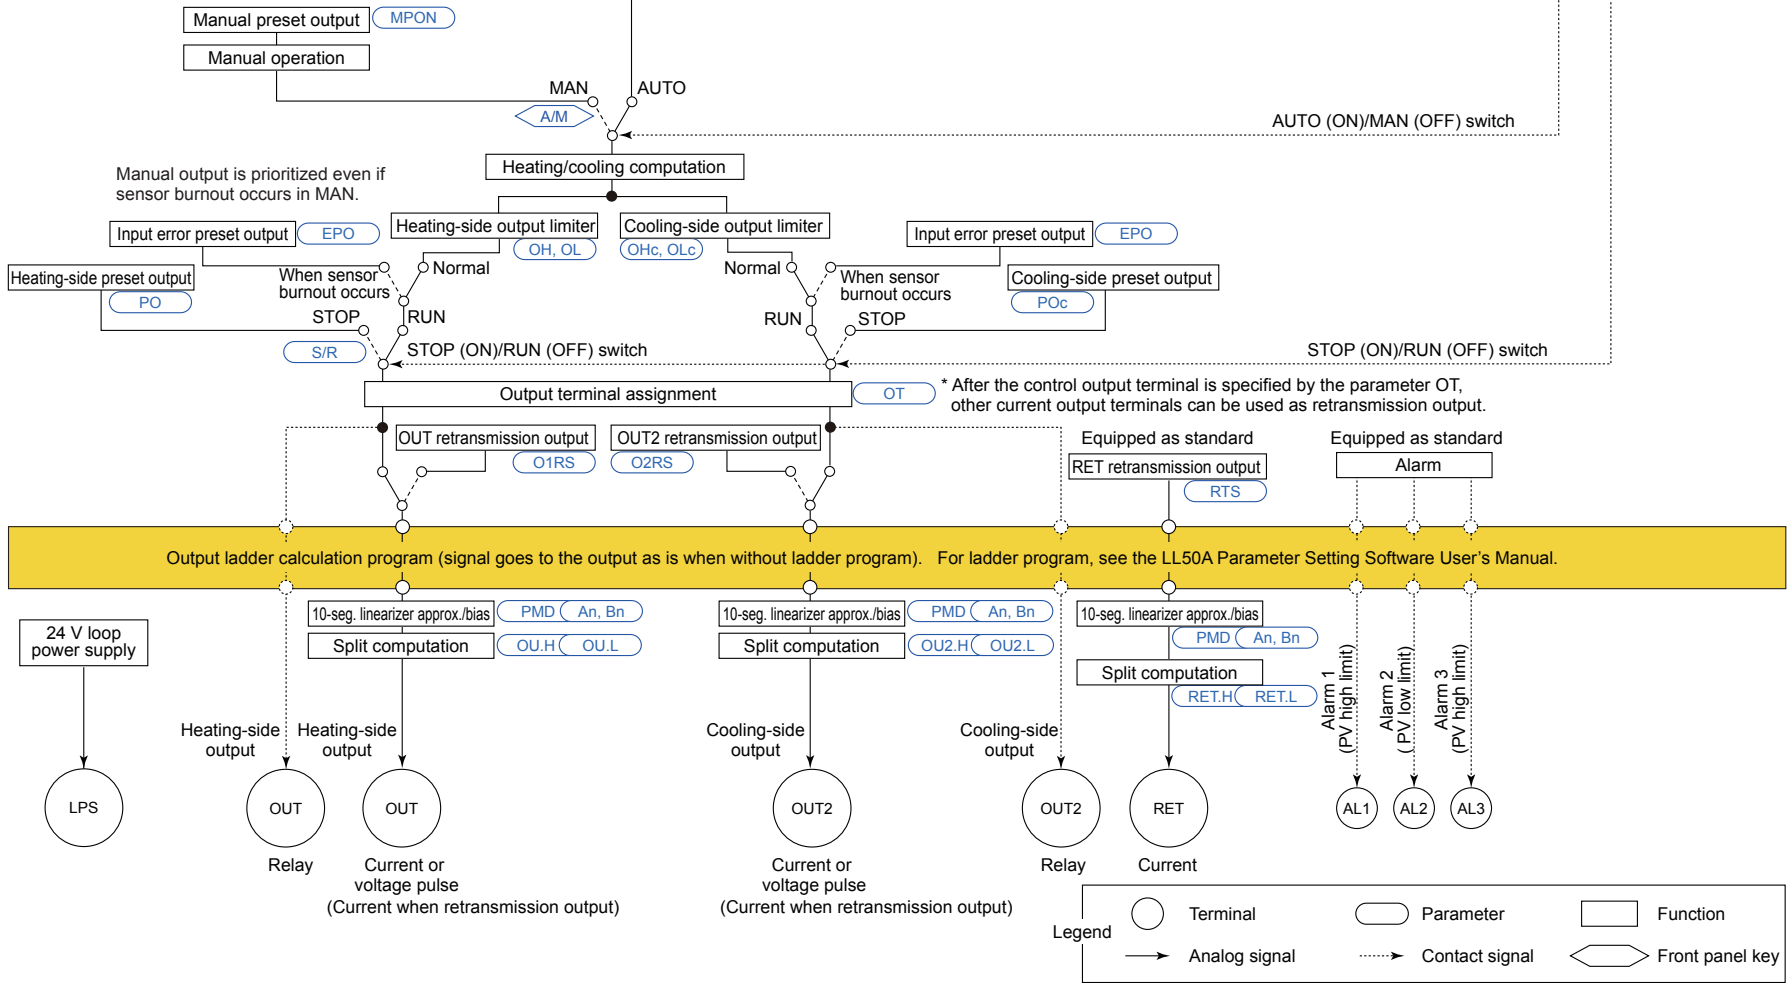 Manual preset output
MPON
Manual operation
MAN
AUTO
A/M
AUTO (ON)/MAN (OFF) switch
Heating/cooling computation
Manual output is prioritized even if
sensor burnout occurs in MAN.
Input error preset output
EPO
Heating-side output limiter
Cooling-side output limiter
Input error preset output
EPO
OH, OL
OHc, OLc
Heating-side preset output
PO
When sensor
burnout occurs
Normal
Normal
When sensor
burnout occurs
Cooling-side preset output
POc
STOP
RUN
RUN
STOP
S/R
STOP (ON)/RUN (OFF) switch
STOP (ON)/RUN (OFF) switch
Output terminal assignment
OT
* After the control output terminal is specified by the parameter OT,
other current output terminals can be used as retransmission output.
OUT retransmission output
OUT2 retransmission output
O1RS
O2RS
Equipped as standard
RET retransmission output
RTS
Equipped as standard
Alarm
Output ladder calculation program (signal goes to the output as is when without ladder program). For ladder program, see the LL50A Parameter Setting Software User's Manual.
24 V loop
power supply
10-seg. linearizer approx./bias
PMD
An, Bn
Split computation
OU.H
OU.L
10-seg. linearizer approx./bias
PMD
An, Bn
Split computation
OU2.H
OU2.L
10-seg. linearizer approx./bias
PMD
An, Bn
Split computation
RET.H
RET.L
Alarm 1
(PV high limit)
Alarm 2
( PV low limit)
Alarm 3
(PV high limit)
Heating-side
output
Heating-side
output
Cooling-side
output
Cooling-side
output
LPS
OUT
OUT
OUT2
OUT2
RET
AL1
AL2
AL3
Relay
Current or
voltage pulse
(Current when retransmission output)
Current or
voltage pulse
(Current when retransmission output)
Relay
Current
Legend
Terminal
Parameter
Function
Analog signal
Contact signal
Front panel key